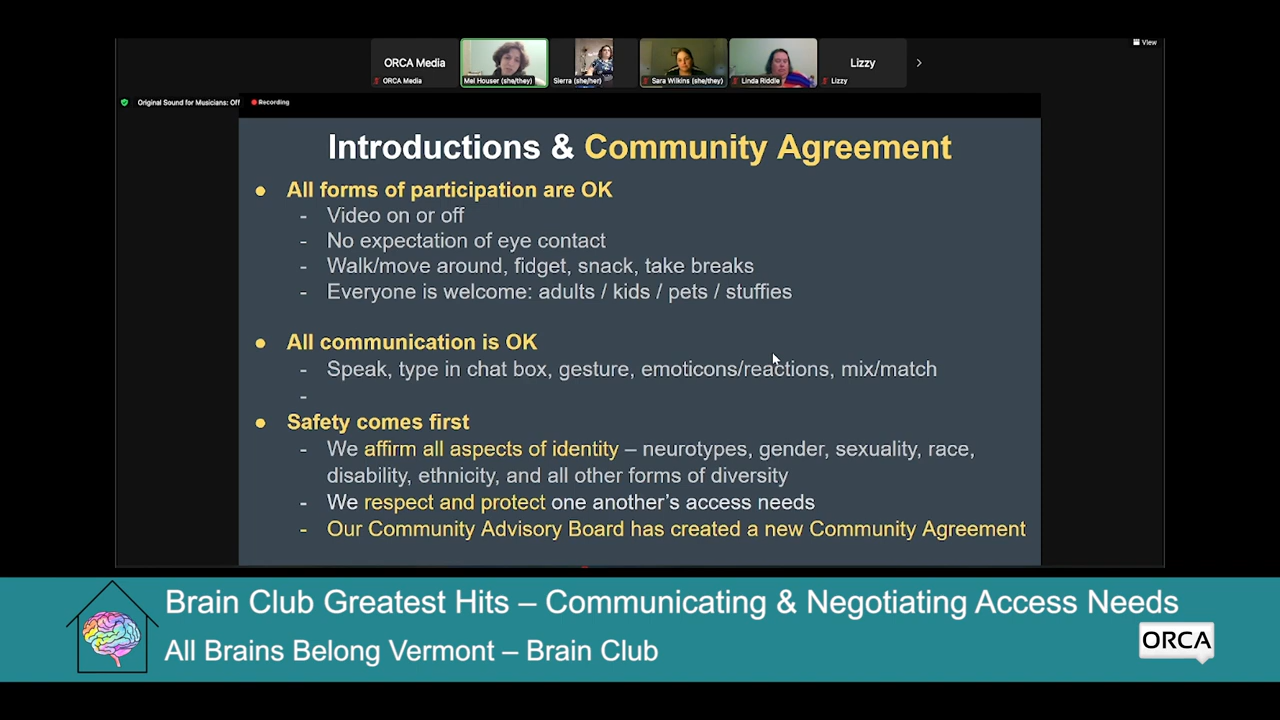 View
ORCA Media
Lizzy
ORCA Media
Mel Houser (she/they)
Sierra (she/her)
Sara Wilkins (she/they)
Linda Riddle
Lizzy
Original Sound for Musicians: Off
Recording
Introductions & Community Agreement
● All forms of participation are OK
- Video on or off
- No expectation of eye contact
- Walk/move around, fidget, snack, take breaks
- Everyone is welcome: adults / kids / pets / stuffies
● All communication is OK
- Speak, type in chat box, gesture, emoticons/reactions, mix/match
-
● Safety comes first
- We affirm all aspects of identity – neurotypes, gender, sexuality, race,
disability, ethnicity, and all other forms of diversity
- We respect and protect one another’s access needs
- Our Community Advisory Board has created a new Community Agreement
Brain Club Greatest Hits – Communicating & Negotiating Access Needs
All Brains Belong Vermont – Brain Club
ORCA